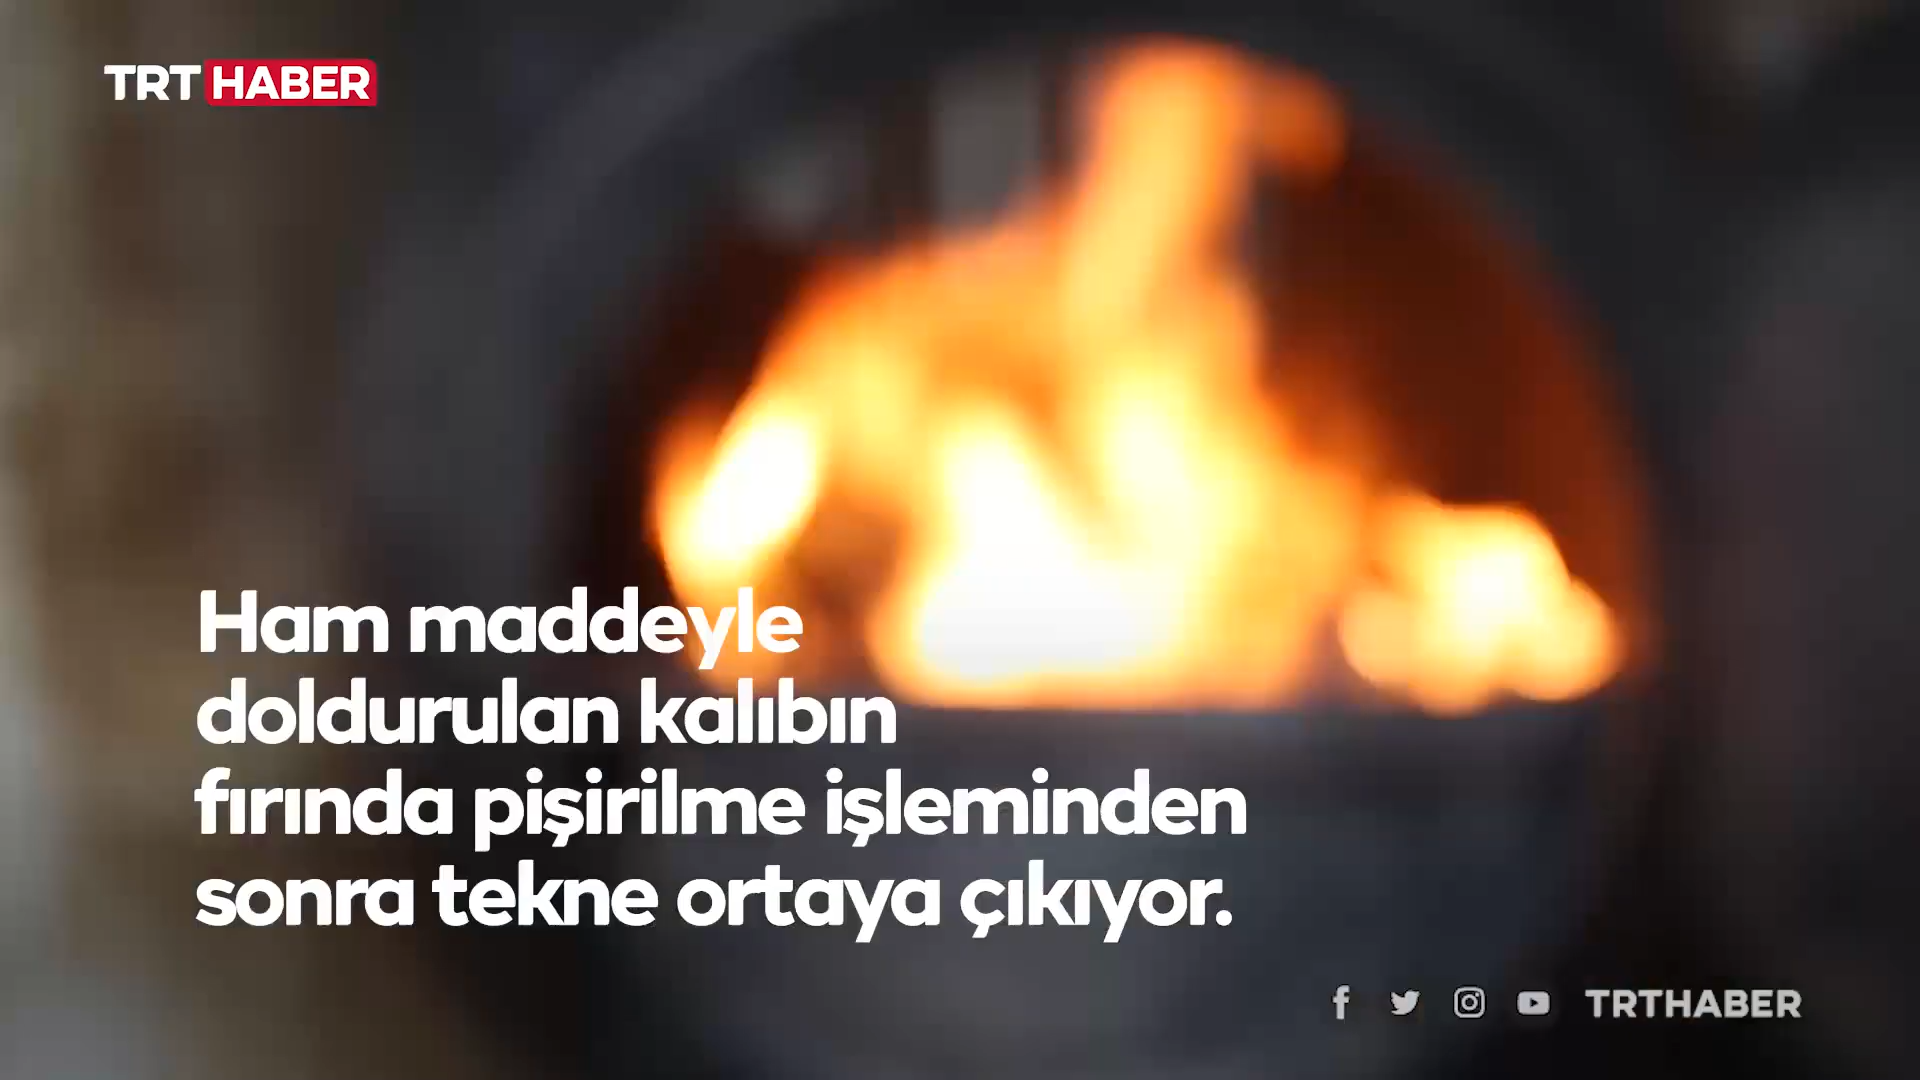 TRT HABER
Ham maddeyle
doldurulan kalıbın
fırında pişirilme işleminden
sonra tekne ortaya çıkıyor.
TRTHABER